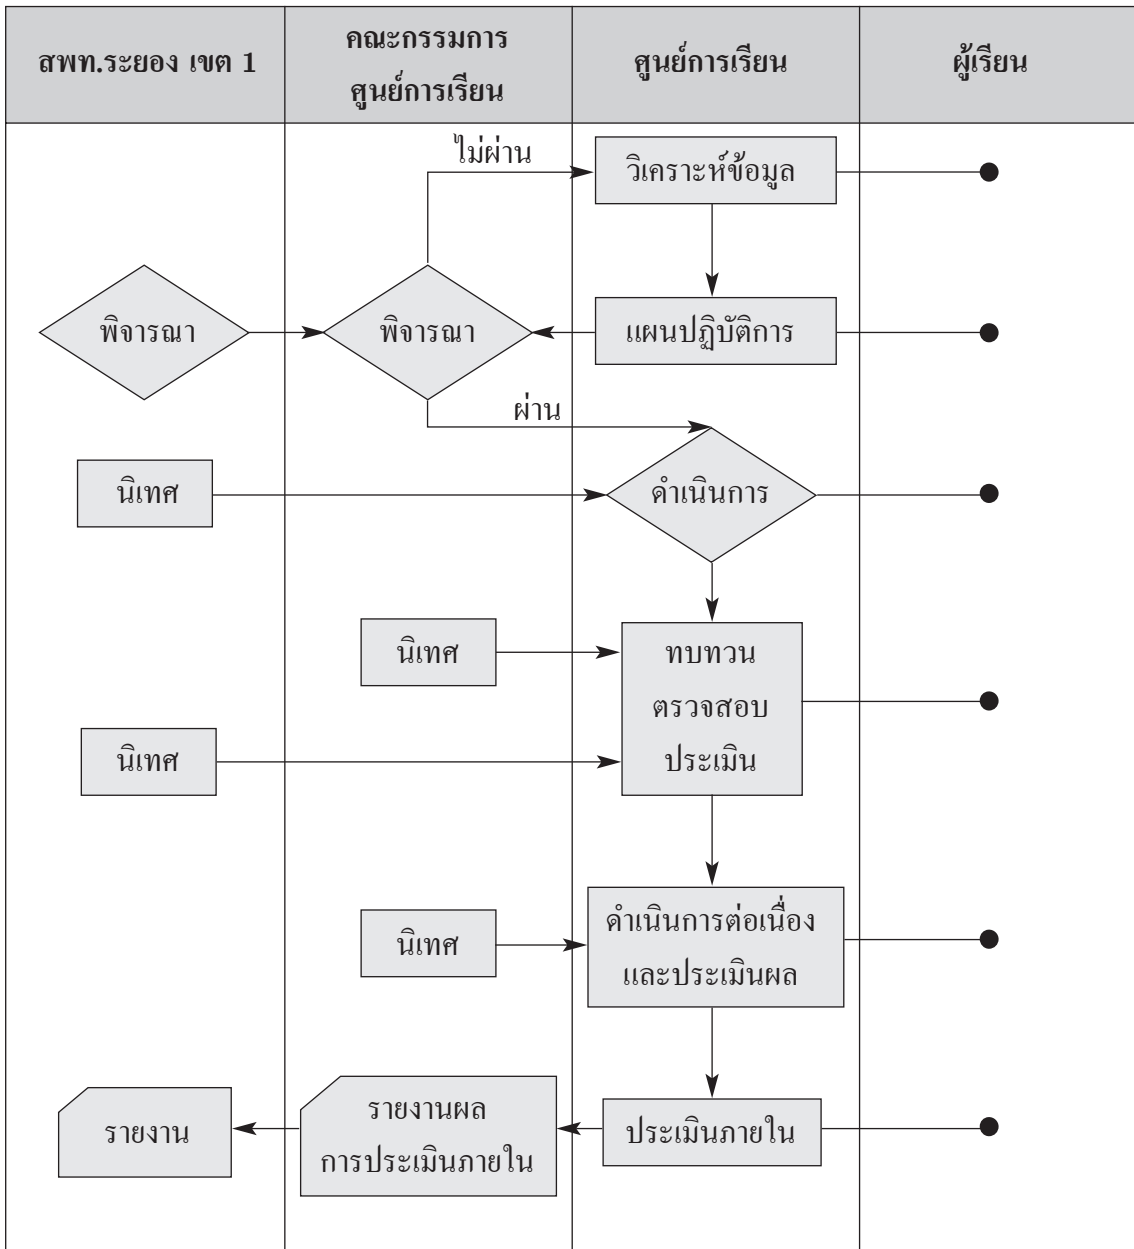 สพท.ระยอง เขต 1
คณะกรรมการ
ศูนย์การเรียน
ศูนย์การเรียน
ผู้เรียน
ไม่ผ่าน
วิเคราะห์ข้อมูล
พิจารณา
พิจารณา
แผนปฏิบัติการ
ผ่าน
นิเทศ
ดำเนินการ
นิเทศ
ทบทวน
ตรวจสอบ
ประเมิน
นิเทศ
นิเทศ
ดำเนินการต่อเนื่อง
และประเมินผล
รายงาน
รายงานผล
การประเมินภายใน
ประเมินภายใน